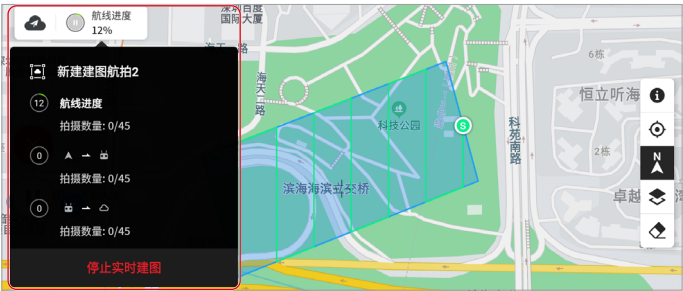 航线进度
12%
新建建图航拍2
12
航线进度
拍摄数量: 0/45
0
拍摄数量: 0/45
0
拍摄数量: 0/45
停止实时建图
深圳百度
国际大厦
海天二路
科技公园
S
科苑南路
滨海海滨立交桥
6栋
恒立听海
2栋
卓越
N